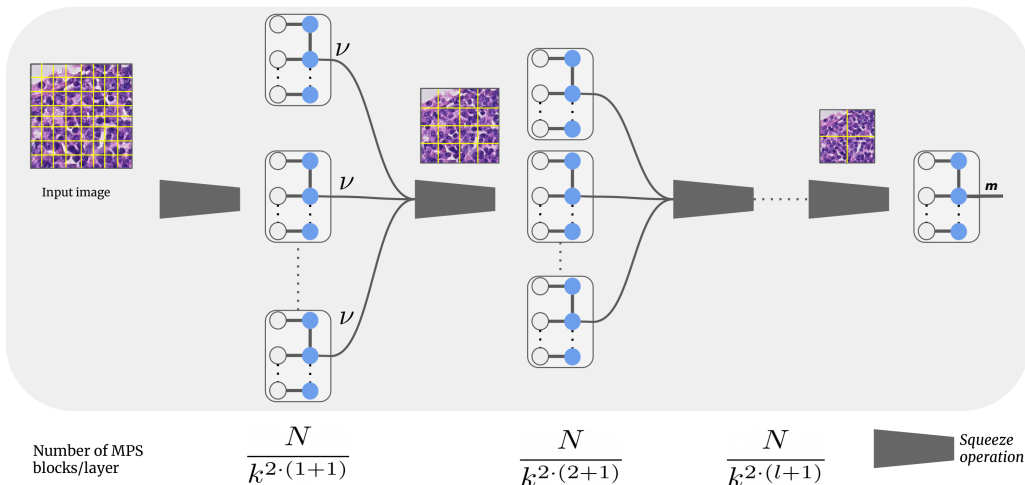 ν
ν
ν
Input image
m
Number of MPS
blocks/layer
N
k^{2·(1+1)}
N
k^{2·(2+1)}
N
k^{2·(l+1)}
Squeeze
operation